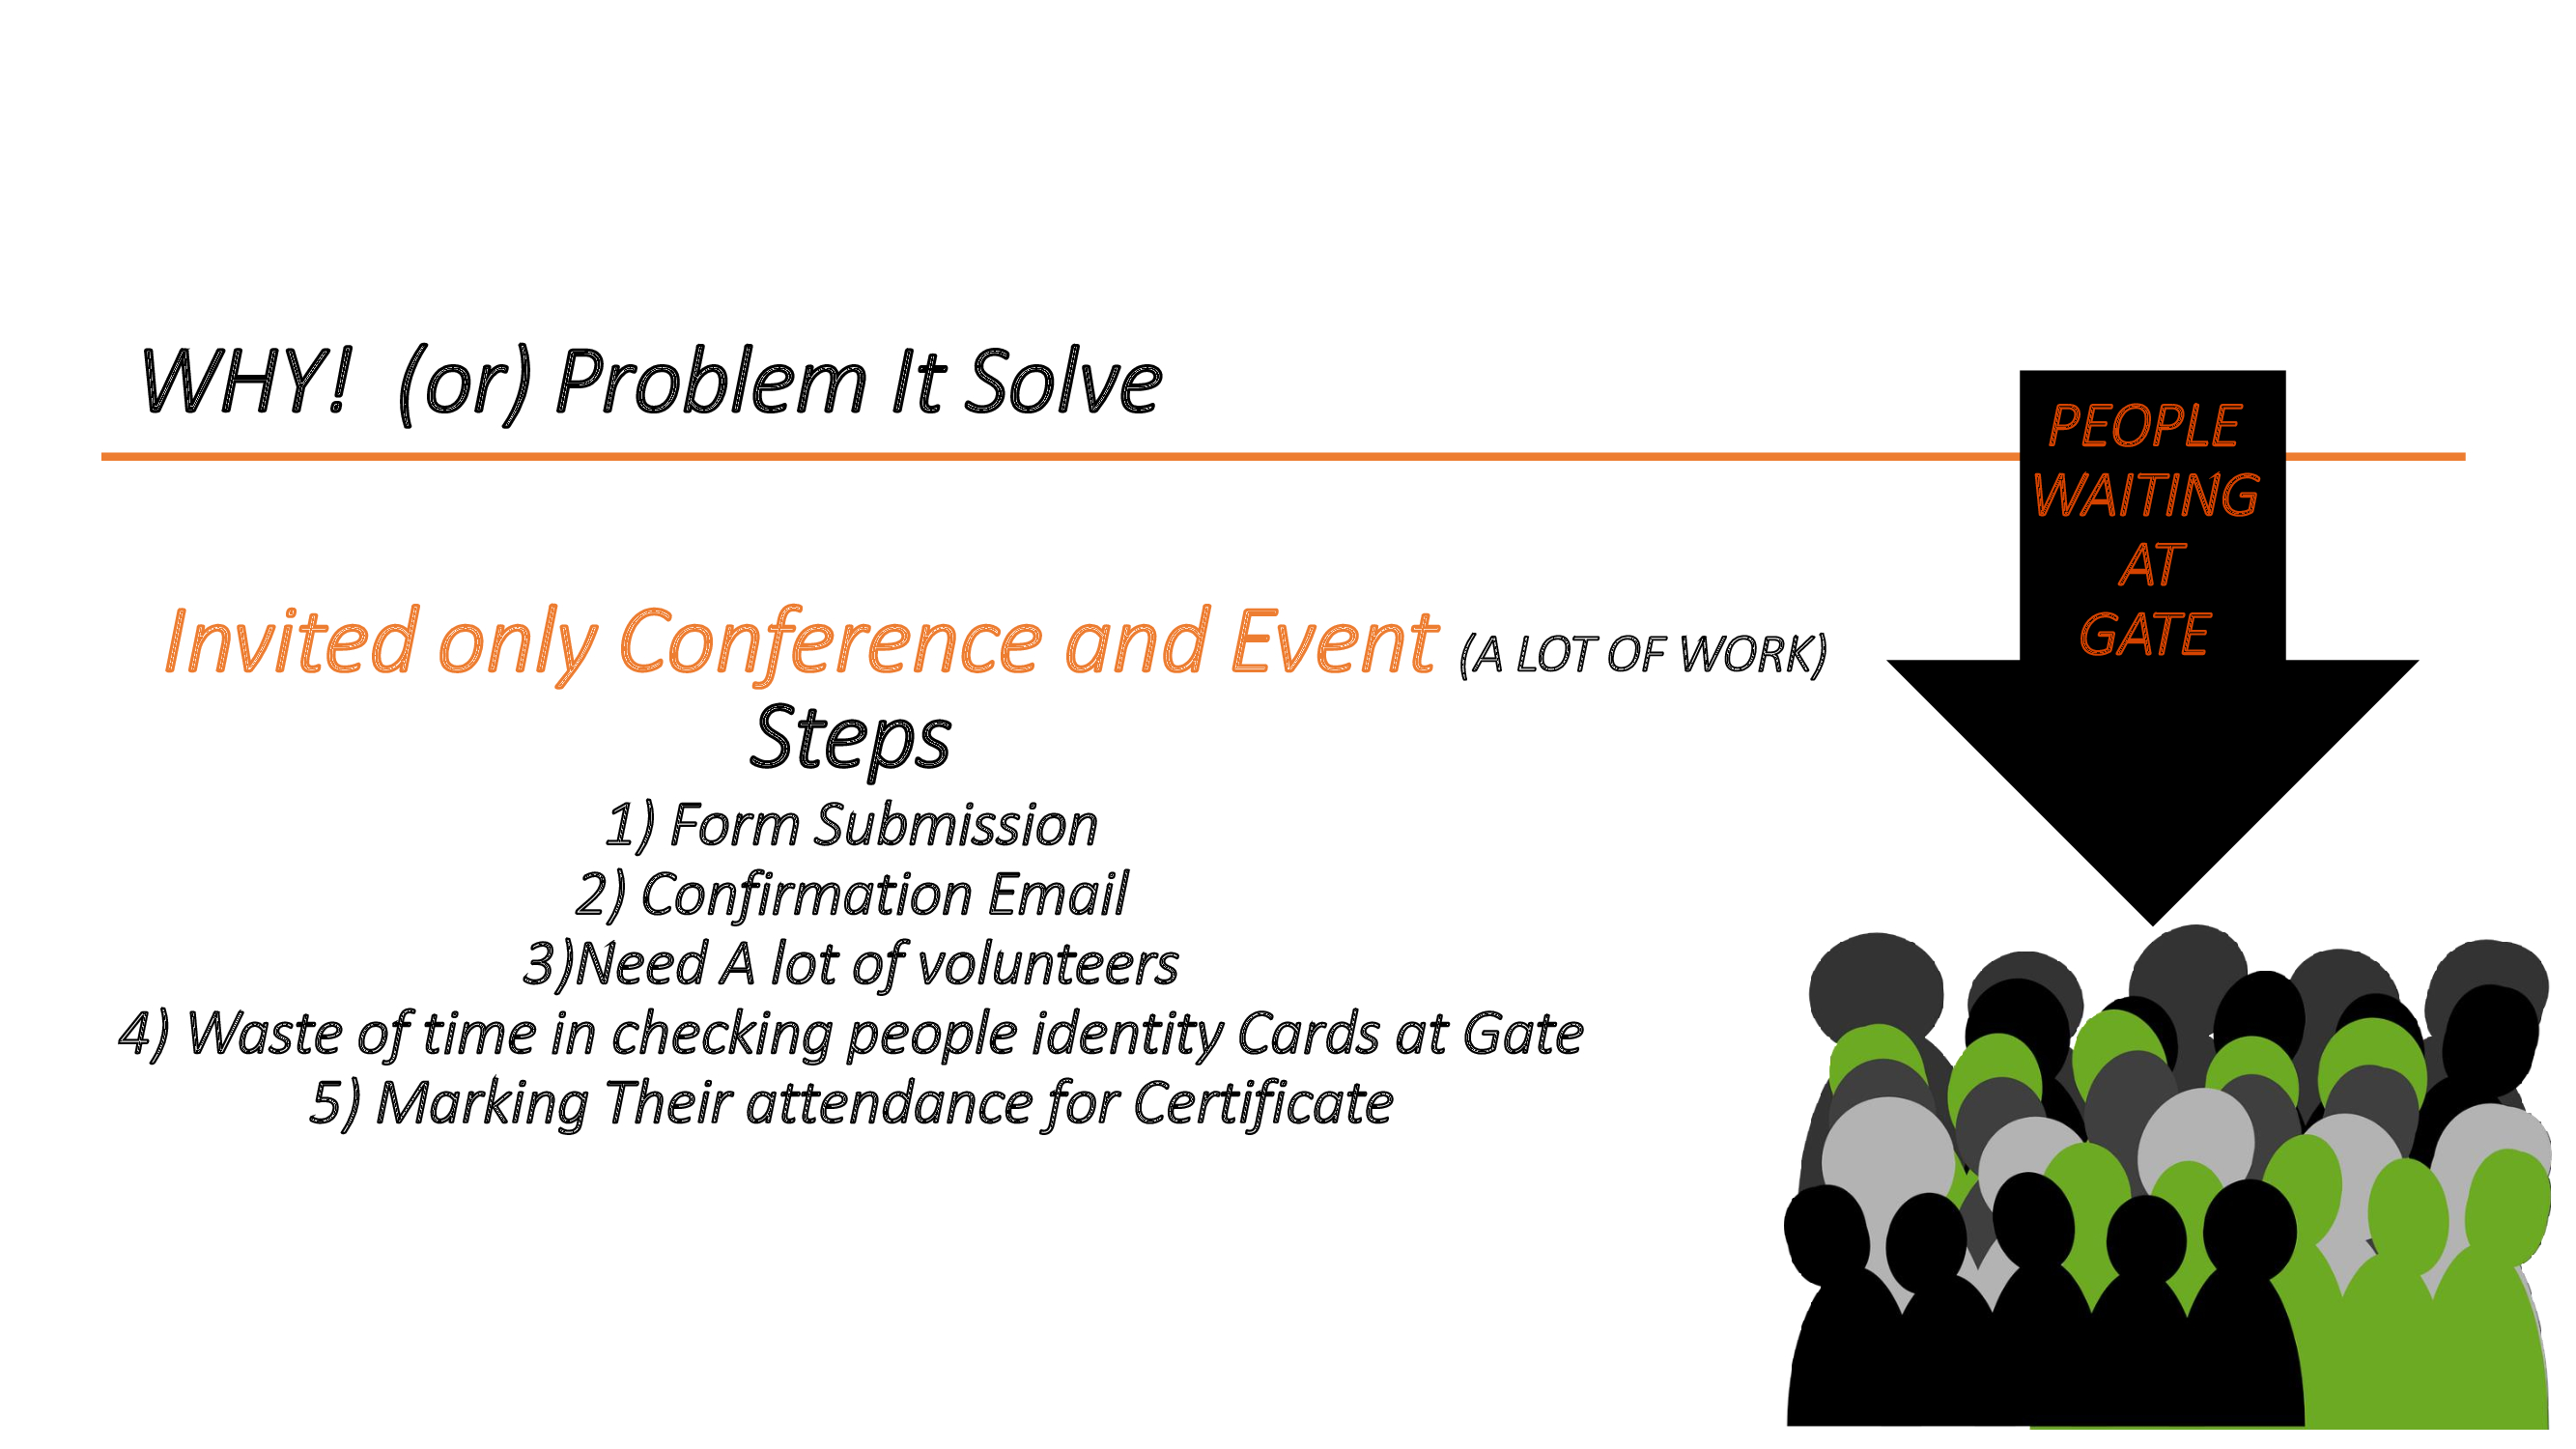 WHY!  (or) Problem It Solve
PEOPLE
WAITING
AT
GATE
Invited only Conference and Event (A LOT OF WORK)
Steps
1) Form Submission
2) Confirmation Email
3)Need A lot of volunteers
4) Waste of time in checking people identity Cards at Gate
5) Marking Their attendance for Certificate